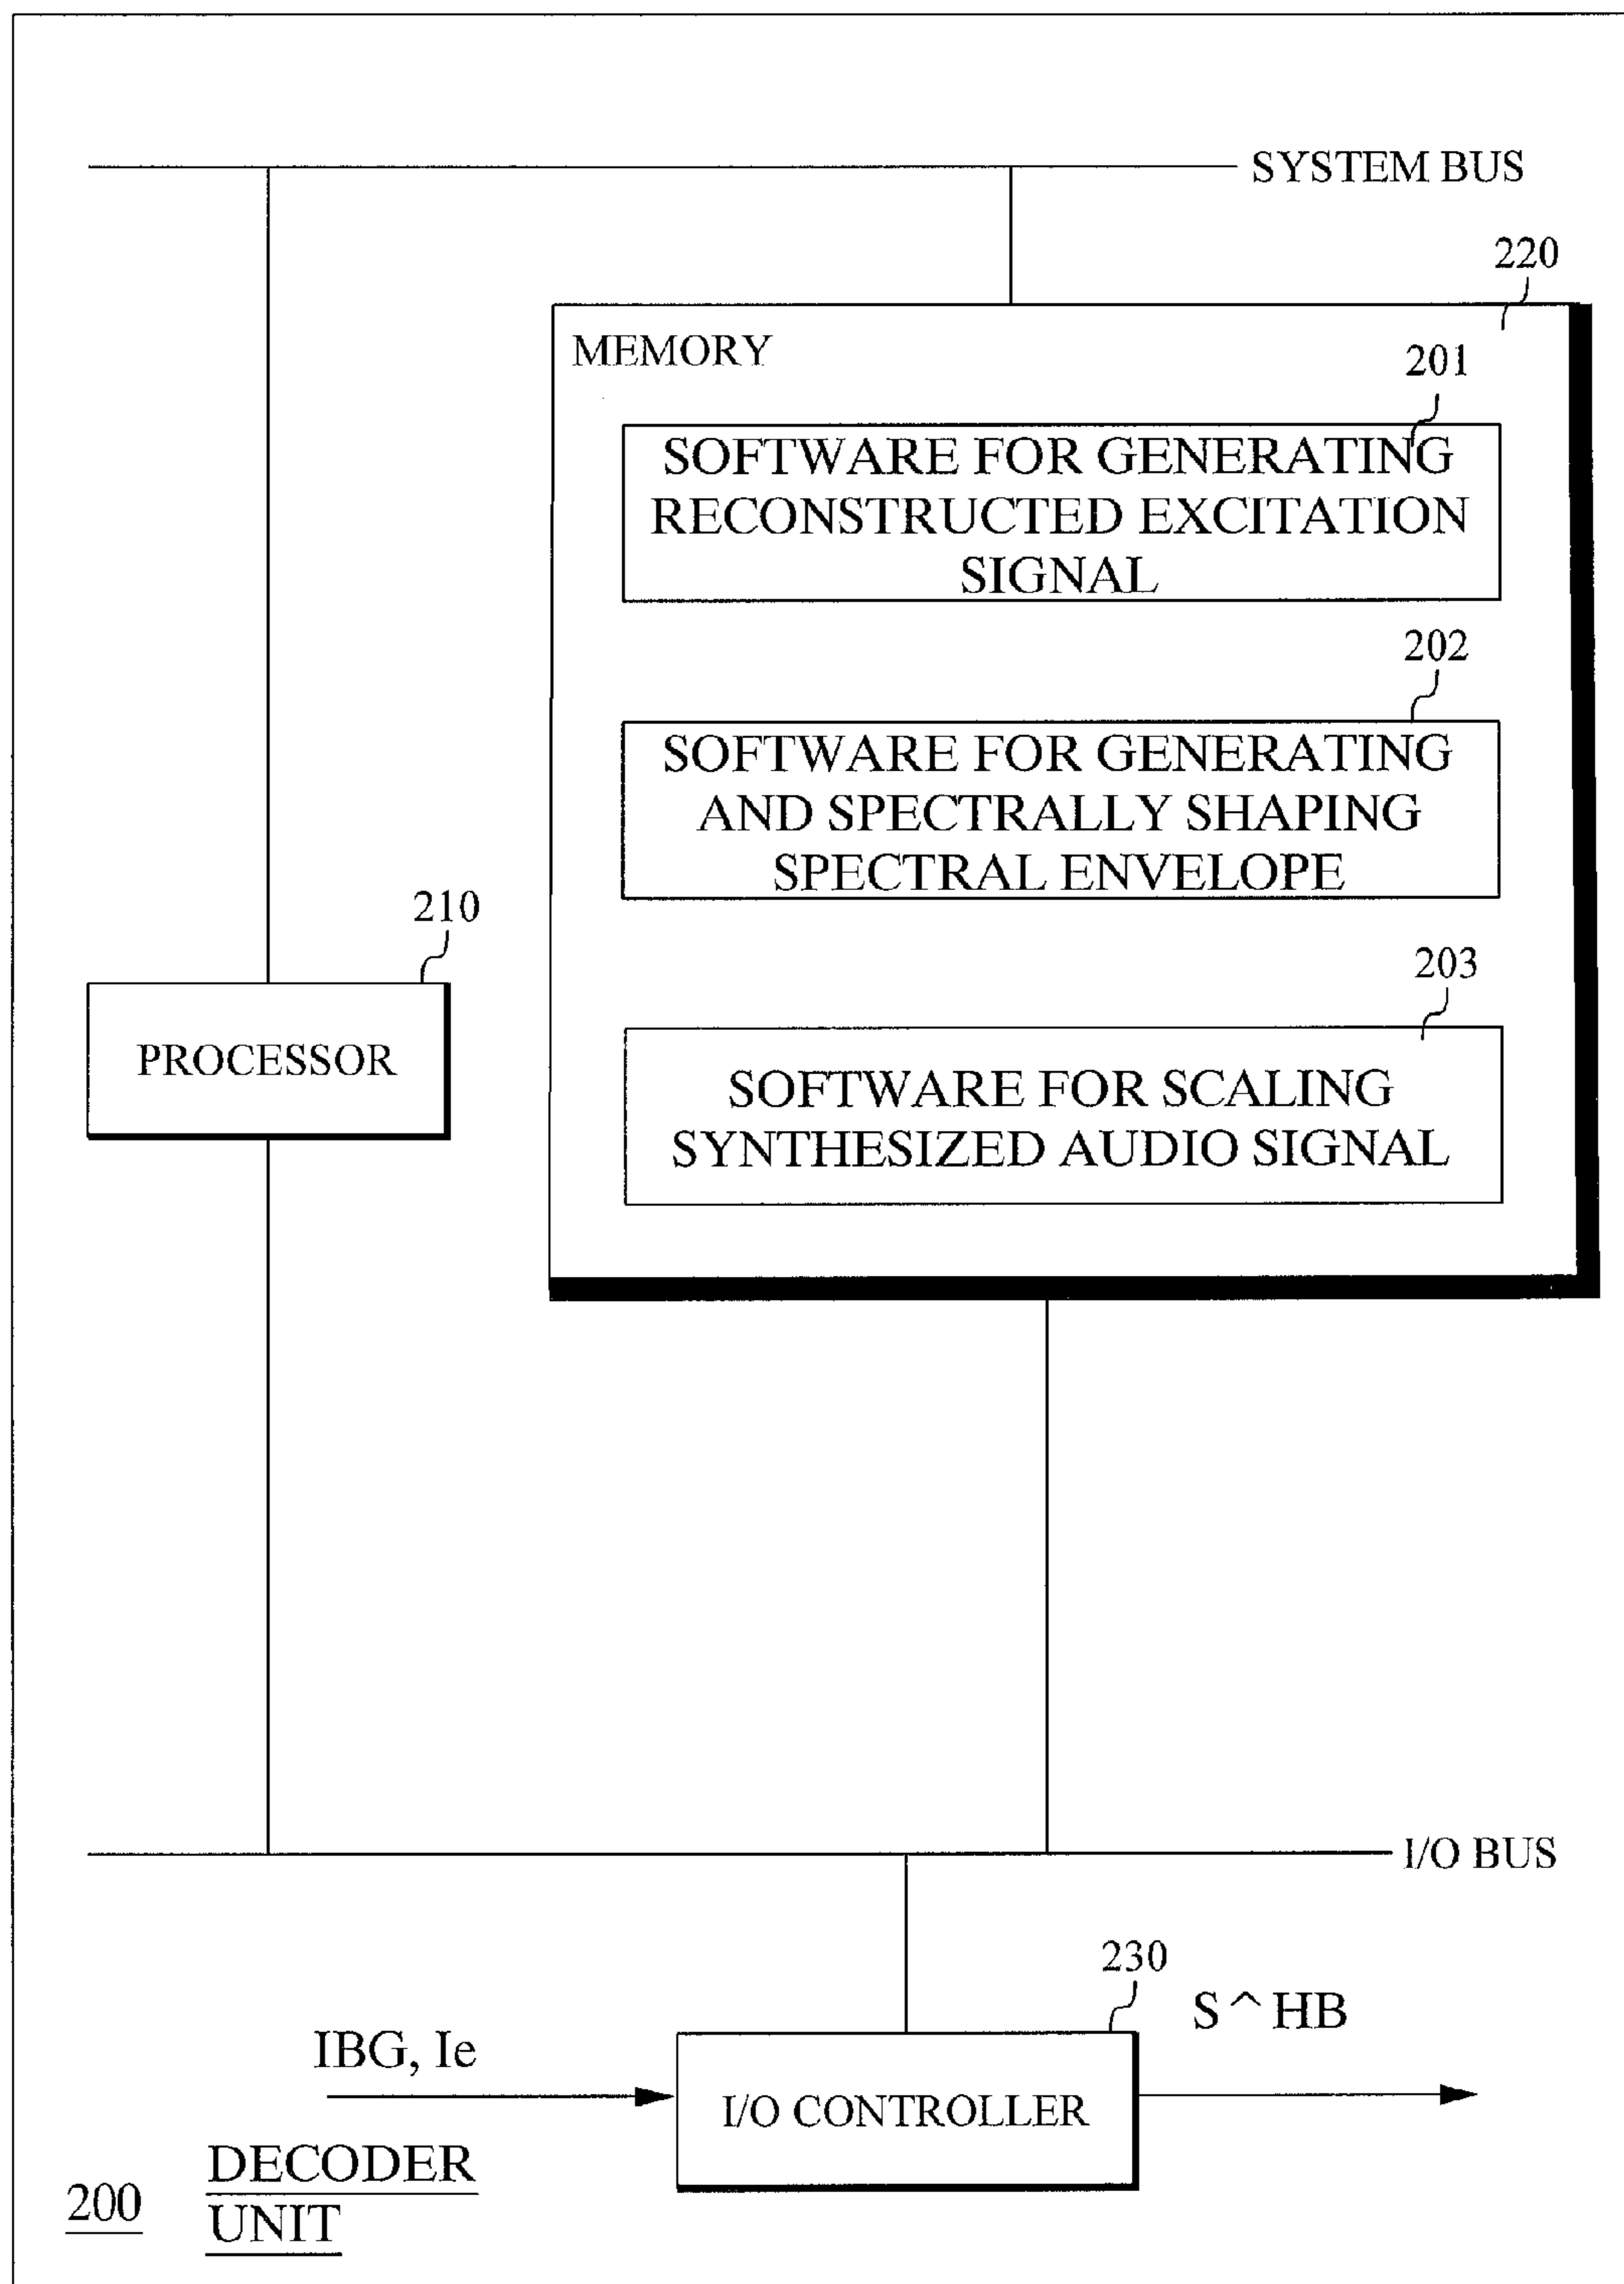 SYSTEM BUS
220
MEMORY
201
SOFTWARE FOR GENERATING
RECONSTRUCTED EXCITATION
SIGNAL
202
SOFTWARE FOR GENERATING
AND SPECTRALLY SHAPING
SPECTRAL ENVELOPE
210
203
PROCESSOR
SOFTWARE FOR SCALING
SYNTHESIZED AUDIO SIGNAL
I/O BUS
230
S^HB
IBG, Ie
I/O CONTROLLER
DECODER
UNIT
200